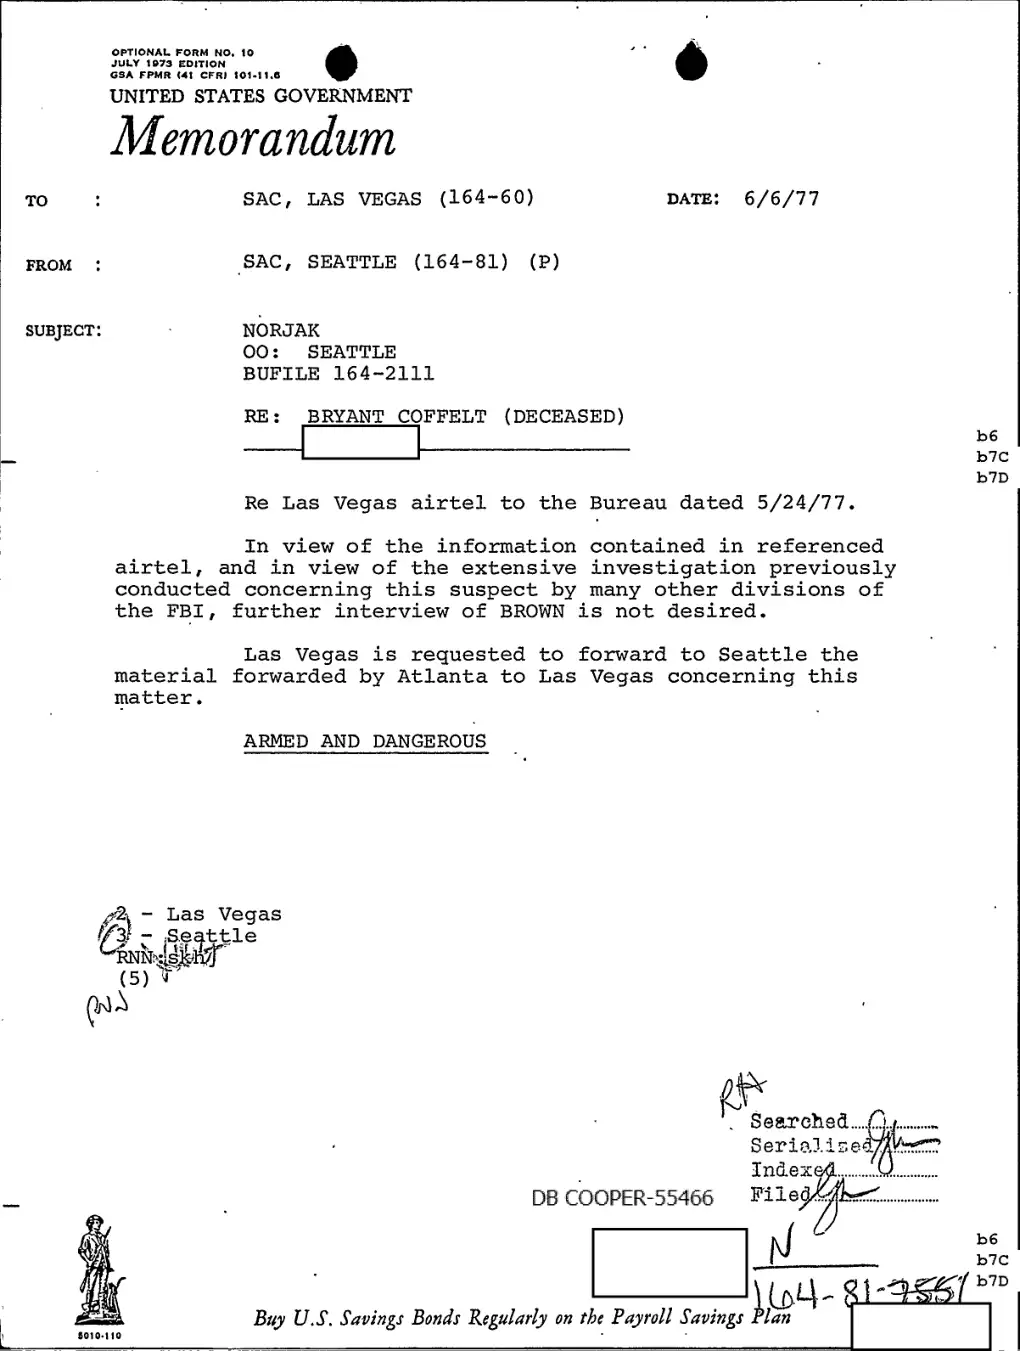 OPTIONAL FORM NO. 10
JULY 1973 EDITION
GSA FPMR (41 CFR) 101-11.6
UNITED STATES GOVERNMENT
Memorandum
TO : SAC, LAS VEGAS (164-60) DATE: 6/6/77
FROM : SAC, SEATTLE (164-81) (P)
SUBJECT: NORJAK
OO: SEATTLE
BUFILE 164-2111
RE: BRYANT COFFELT (DECEASED)
b6
b7C
b7D
Re Las Vegas airtel to the Bureau dated 5/24/77.
In view of the information contained in referenced
airtel, and in view of the extensive investigation previously
conducted concerning this suspect by many other divisions of
the FBI, further interview of BROWN is not desired.
Las Vegas is requested to forward to Seattle the
material forwarded by Atlanta to Las Vegas concerning this
matter.
ARMED AND DANGEROUS
2 - Las Vegas
3 - Seattle
RNN:skh
(5)
Searched
Serialized
Indexed
Filed
DB COOPER-55466
N
b6
b7C
b7D
164-81-7551
Buy U.S. Savings Bonds Regularly on the Payroll Savings Plan
5010-110